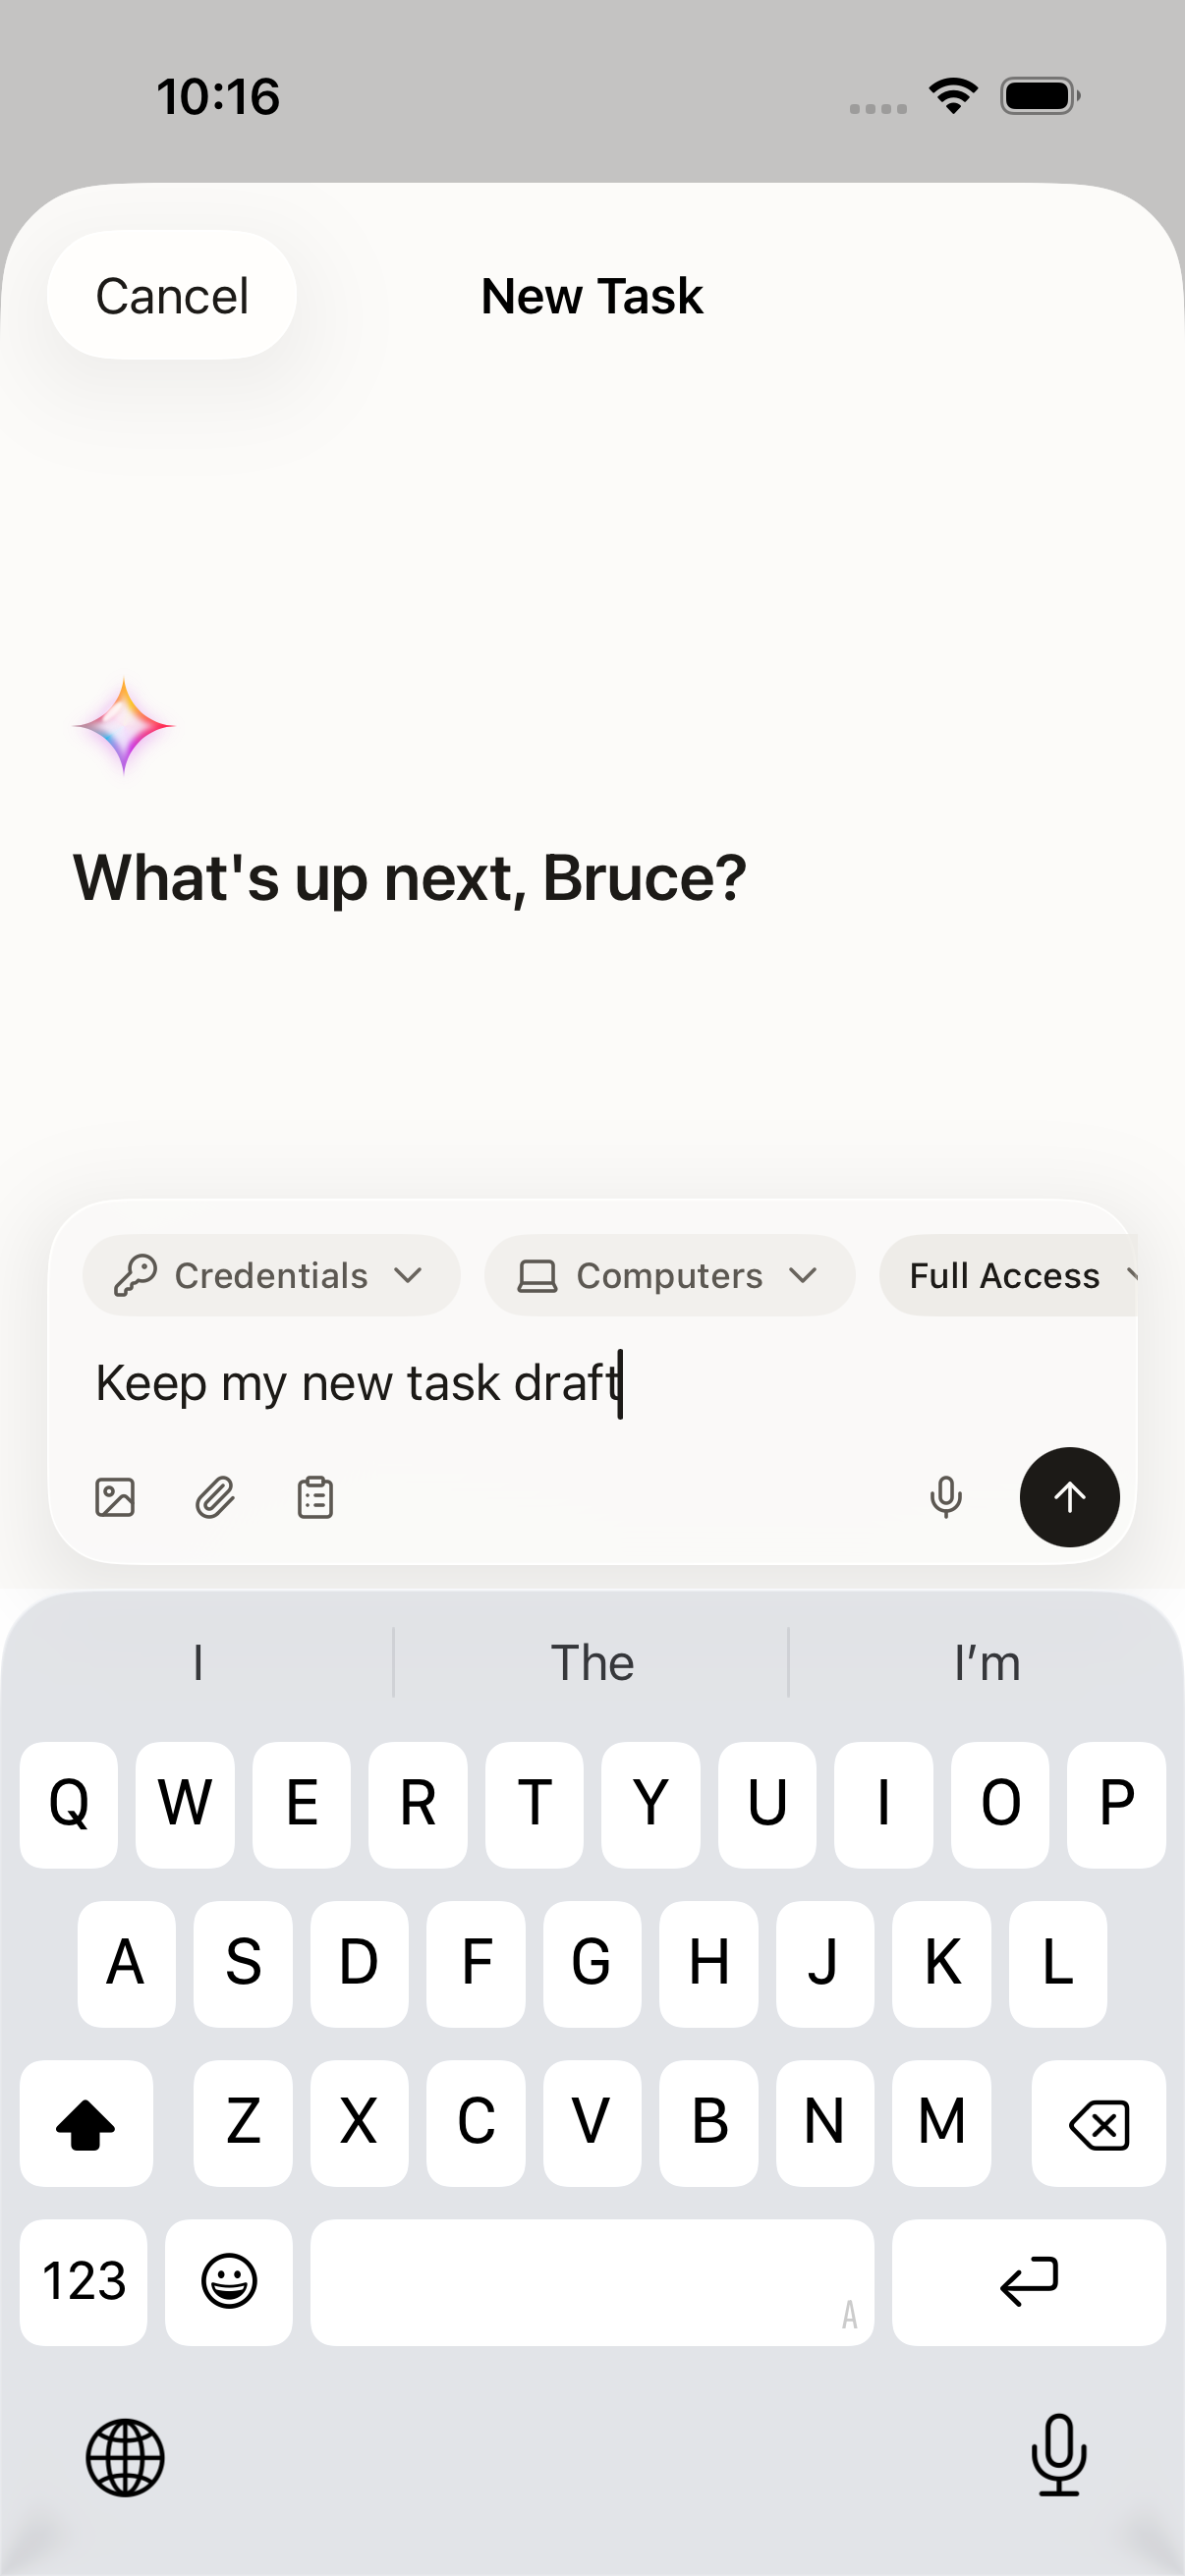 10:16
Cancel
New Task
What's up next, Bruce?
Credentials
Computers
Full Access
Keep my new task draft
I
The
I’m
Q W E R T Y U I O P
A S D F G H J K L
Z X C V B N M
123
A